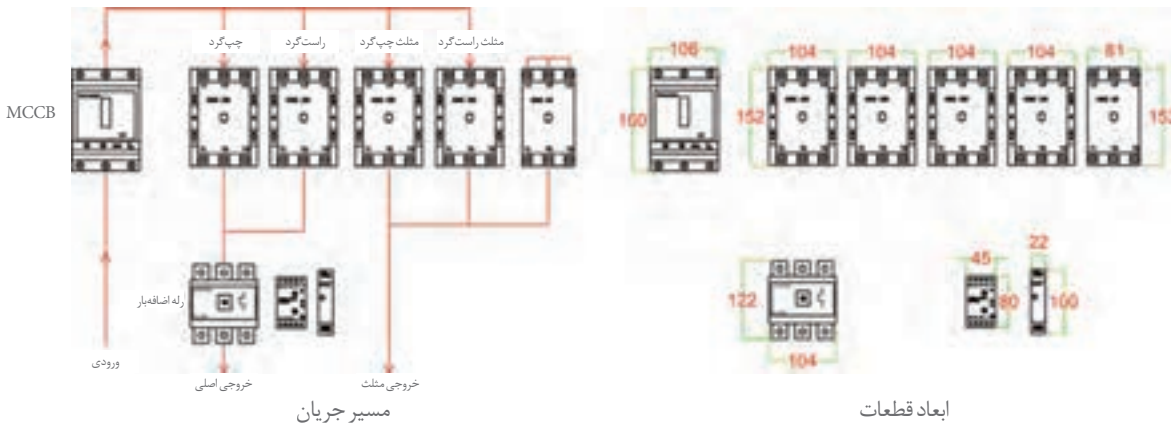 چپ‌گرد راست‌گرد مثلث چپ‌گرد مثلث راست‌گرد
MCCB
رله اضافه‌بار
ورودی
خروجی اصلی
خروجی مثلث
مسیر جریان
106 104 104 104 104 81
160 152 152
22
45
122 80 100
104
ابعاد قطعات